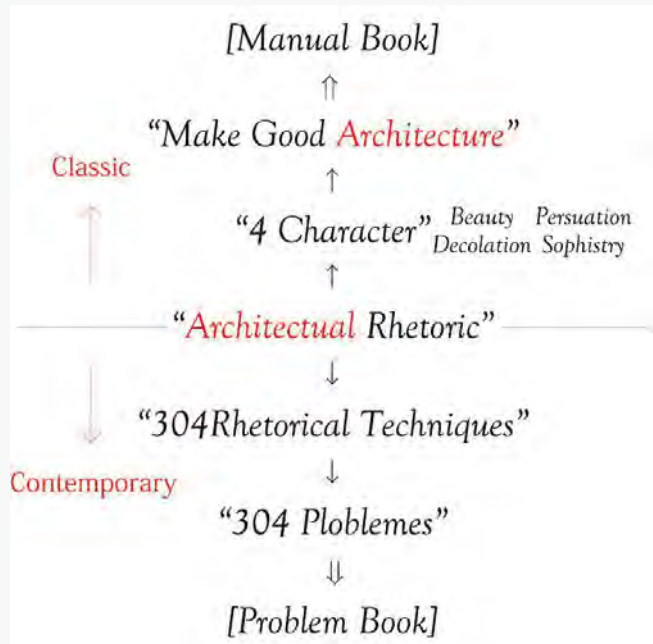 [Manual Book]
⇑
“Make Good Architecture”
Classic
↑
“4 Character” Beauty Persuation
Decolation Sophistry
↑
“Architectual Rhetoric”
↓
“304Rhetorical Techniques”
Contemporary
↓
“304 Ploblemes”
⇓
[Problem Book]